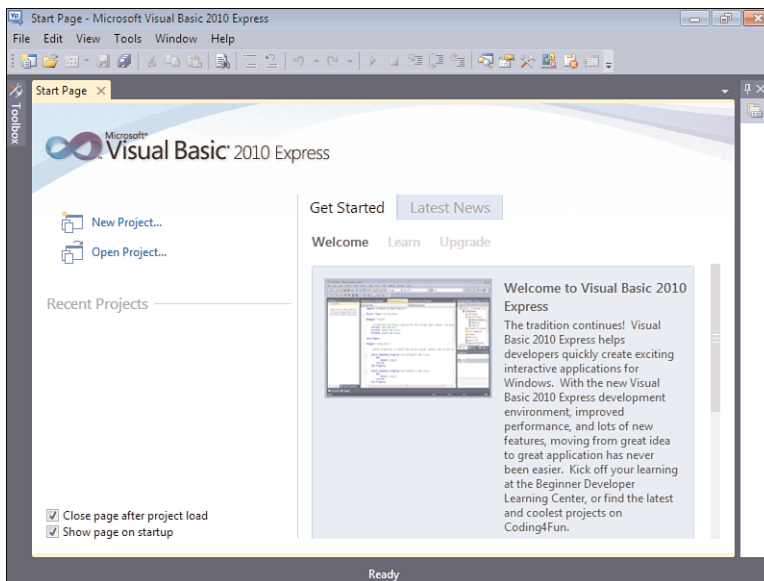 Start Page - Microsoft Visual Basic 2010 Express
File Edit View Tools Window Help
Start Page
Toolbox
Microsoft®
Visual Basic® 2010 Express
New Project...
Open Project...
Recent Projects
Get Started Latest News
Welcome Learn Upgrade
Welcome to Visual Basic 2010
Express
The tradition continues! Visual
Basic 2010 Express helps
developers quickly create exciting
interactive applications for
Windows. With the new Visual
Basic 2010 Express development
environment, improved
performance, and lots of new
features, moving from great idea
to great application has never
been easier. Kick off your learning
at the Beginner Developer
Learning Center, or find the latest
and coolest projects on
Coding4Fun.
Close page after project load
Show page on startup
Ready